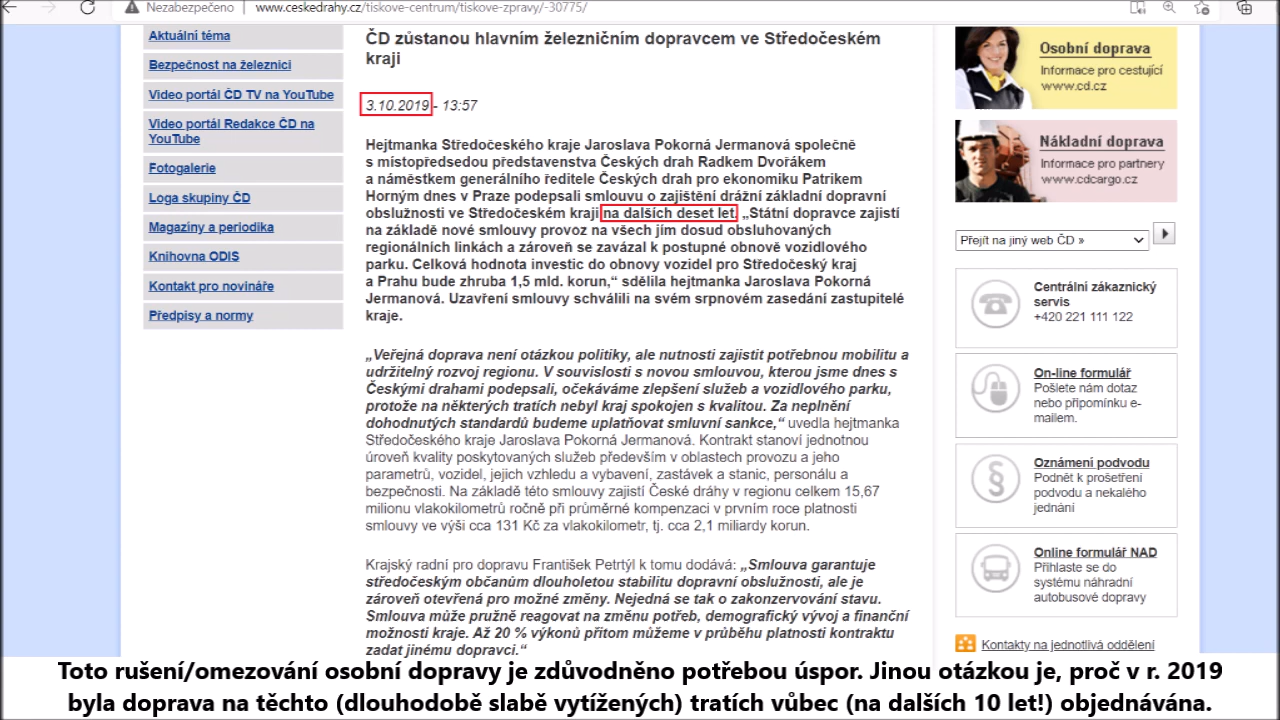 Nezabezpečeno
www.ceskedrahy.cz/tiskove-centrum/tiskove-zpravy/-30775/
Aktuální téma
Bezpečnost na železnici
Video portál ČD TV na YouTube
Video portál Redakce ČD na
YouTube
Fotogalerie
Loga skupiny ČD
Magazíny a periodika
Knihovna ODIS
Kontakt pro novináře
Předpisy a normy
ČD zůstanou hlavním železničním dopravcem ve Středočeském
kraji
3.10.2019 - 13:57
Hejtmanka Středočeského kraje Jaroslava Pokorná Jermanová společně
s místopředsedou představenstva Českých drah Radkem Dvořákem
a náměstkem generálního ředitele Českých drah pro ekonomiku Patrikem
Horným dnes v Praze podepsali smlouvu o zajištění drážní základní dopravní
obslužnosti ve Středočeském kraji na dalších deset let. „Státní dopravce zajistí
na základě nové smlouvy provoz na všech jím dosud obsluhovaných
regionálních linkách a zároveň se zavázal k postupné obnově vozidlového
parku. Celková hodnota investic do obnovy vozidel pro Středočeský kraj
a Prahu bude zhruba 1,5 mld. korun,“ sdělila hejtmanka Jaroslava Pokorná
Jermanová. Uzavření smlouvy schválili na svém srpnovém zasedání zastupitelé
kraje.
„Veřejná doprava není otázkou politiky, ale nutnosti zajistit potřebnou mobilitu a
udržitelný rozvoj regionu. V souvislosti s novou smlouvou, kterou jsme dnes s
Českými drahami podepsali, očekáváme zlepšení služeb a vozidlového parku,
protože na některých tratích nebyl kraj spokojen s kvalitou. Za neplnění
dohodnutých standardů budeme uplatňovat smluvní sankce,“ uvedla hejtmanka
Středočeského kraje Jaroslava Pokorná Jermanová. Kontrakt stanoví jednotnou
úroveň kvality poskytovaných služeb především v oblastech provozu a jeho
parametrů, vozidel, jejich vzhledu a vybavení, zastávek a stanic, personálu a
bezpečnosti. Na základě této smlouvy zajistí České dráhy v regionu celkem 15,67
milionu vlakokilometrů ročně při průměrné kompenzaci v prvním roce platnosti
smlouvy ve výši cca 131 Kč za vlakokilometr, tj. cca 2,1 miliardy korun.
Krajský radní pro dopravu František Petrtýl k tomu dodává: „Smlouva garantuje
středočeským občanům dlouholetou stabilitu dopravní obslužnosti, ale je
zároveň otevřená pro možné změny. Nejedná se tak o zakonzervování stavu.
Smlouva může pružně reagovat na změnu potřeb, demografický vývoj a finanční
možnosti kraje. Až 20 % výkonů přitom můžeme v průběhu platnosti kontraktu
zadat jinému dopravci.“
Osobní doprava
Informace pro cestující
www.cd.cz
Nákladní doprava
Informace pro partnery
www.cdcargo.cz
Přejít na jiný web ČD »
Centrální zákaznický
servis
+420 221 111 122
On-line formulář
Pošlete nám dotaz
nebo připomínku e-
mailem.
§
Oznámení podvodu
Podnět k prošetření
podvodu a nekalého
jednání
Online formulář NAD
Přihlaste se do
systému náhradní
autobusové dopravy
Kontakty na jednotlivá oddělení
Toto rušení/omezování osobní dopravy je zdůvodněno potřebou úspor. Jinou otázkou je, proč v r. 2019
byla doprava na těchto (dlouhodobě slabě vytížených) tratích vůbec (na dalších 10 let!) objednávána.